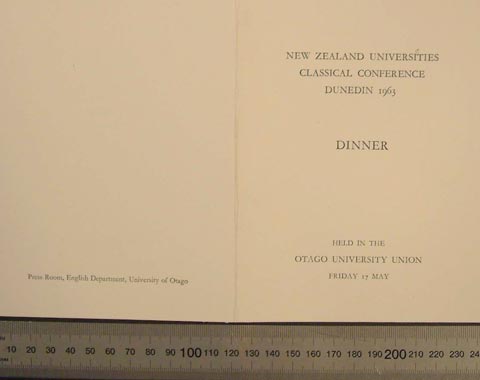 NEW ZEALAND UNIVERSITIES
CLASSICAL CONFERENCE
DUNEDIN 1963
DINNER
HELD IN THE
OTAGO UNIVERSITY UNION
FRIDAY 17 MAY
Press Room, English Department, University of Otago
10 20 30 40 50 60 70 80 90 100 110 120 130 140 150 160 170 180 190 200 210 220 230 24